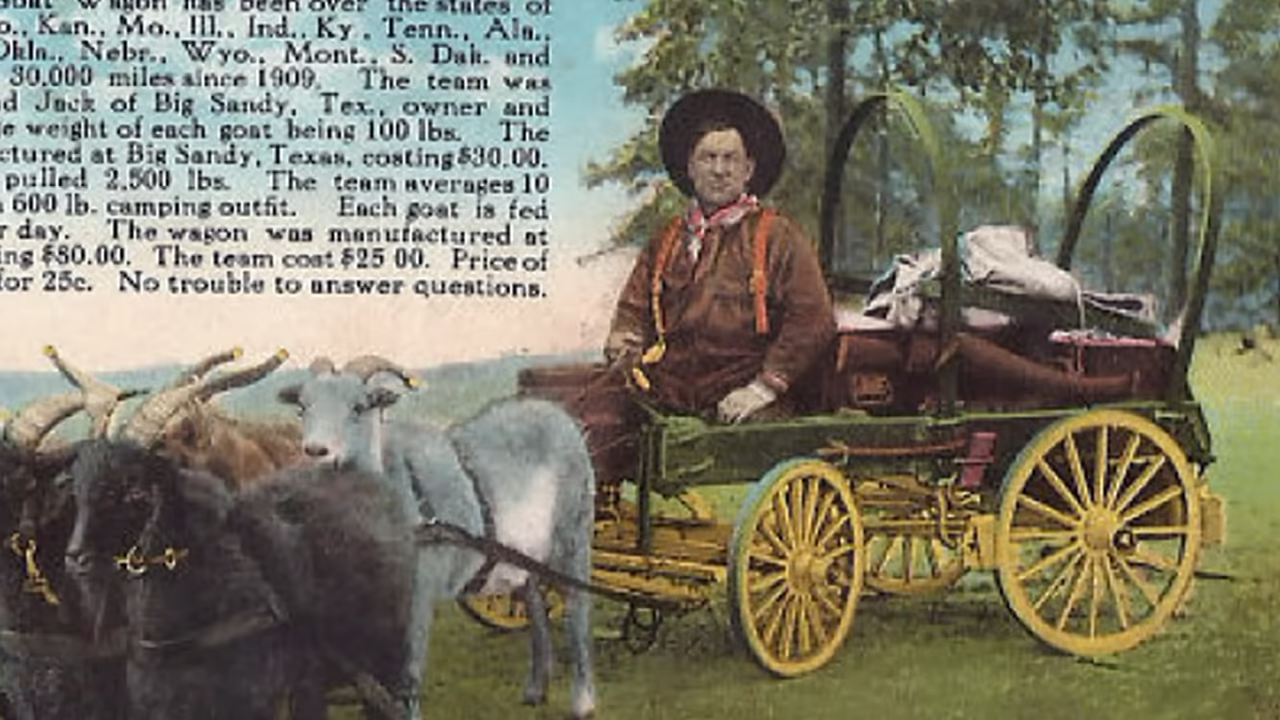 Goat Wagon has been over the states of
o., Kan., Mo., Ill., Ind., Ky., Tenn., Ala.,
Okla., Nebr., Wyo., Mont., S. Dak. and
30,000 miles since 1909. The team was
d Jack of Big Sandy, Tex., owner and
e weight of each goat being 100 lbs. The
ctured at Big Sandy, Texas, costing $30.00.
pulled 2,500 lbs. The team averages 10
600 lb. camping outfit. Each goat is fed
r day. The wagon was manufactured at
ing $80.00. The team cost $25 00. Price of
for 25c. No trouble to answer questions.